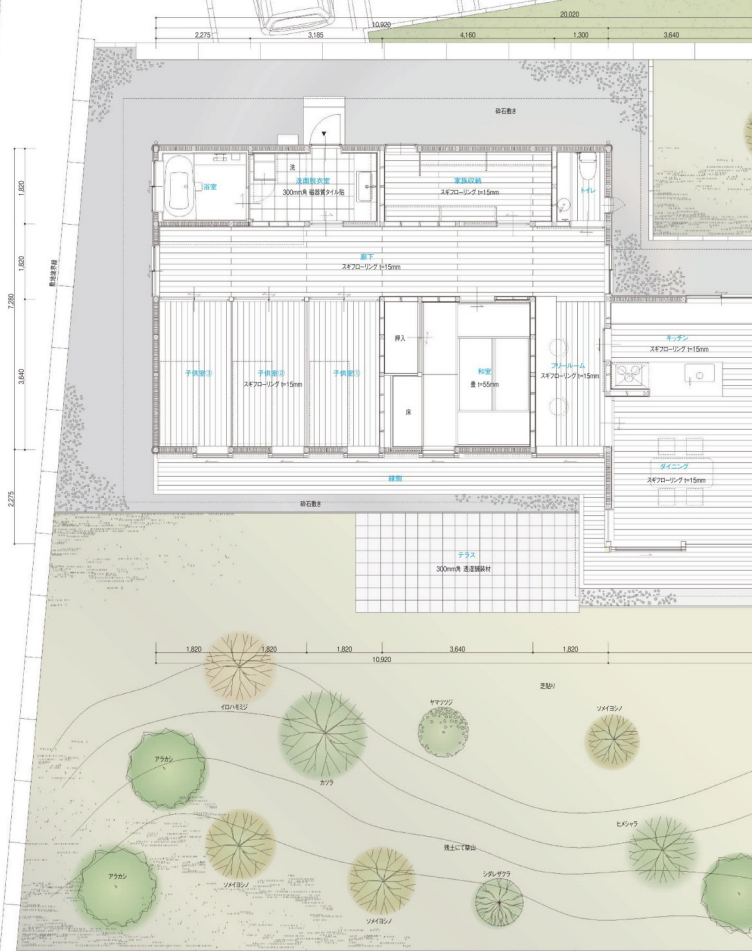 20,020
10,920
2,275
3,185
4,160
1,300
3,640
砕石敷き
1,820
1,820
7,280
3,640
2,275
敷地境界線
浴室
洗
洗面脱衣室
300mm角 磁器質タイル貼
家族収納
スギフローリング t=15mm
トイレ
廊下
スギフローリング t=15mm
子供室③
子供室②
スギフローリング t=15mm
子供室①
押入
床
和室
畳 t=55mm
フリールーム
スギフローリング t=15mm
キッチン
スギフローリング t=15mm
ダイニング
スギフローリング t=15mm
縁側
砕石敷き
テラス
300mm角 透湿舗装材
1,820
1,820
1,820
3,640
1,820
10,920
芝貼り
イロハモミジ
ヤマツツジ
ソメイヨシノ
アラカシ
カツラ
ヒメシャラ
残土にて築山
シダレザクラ
アラカシ
ソメイヨシノ
ソメイヨシノ